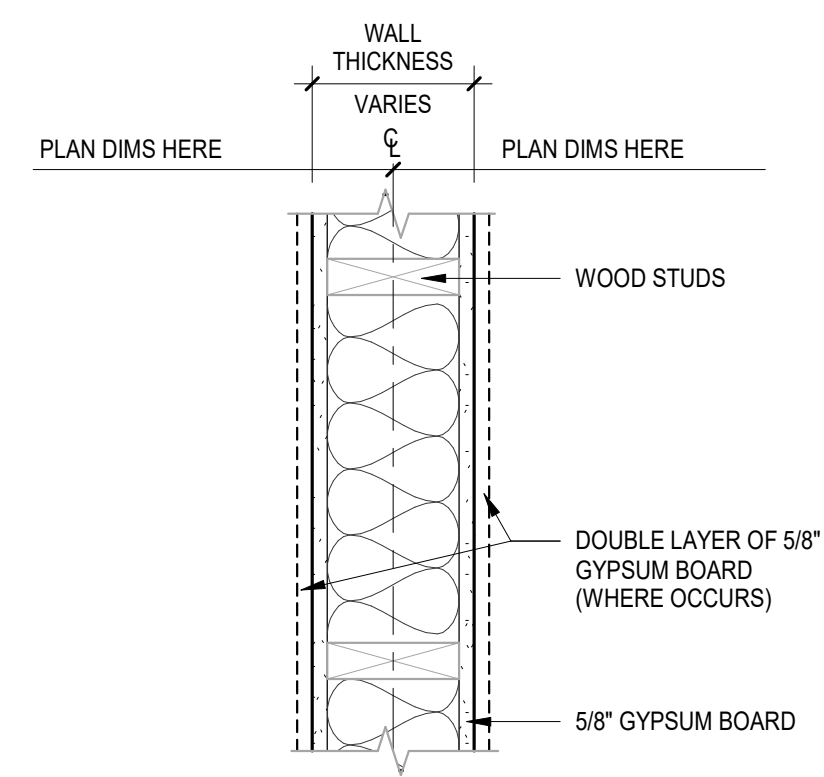 WALL
THICKNESS
VARIES
℄
PLAN DIMS HERE
PLAN DIMS HERE
WOOD STUDS
DOUBLE LAYER OF 5/8"
GYPSUM BOARD
(WHERE OCCURS)
5/8" GYPSUM BOARD